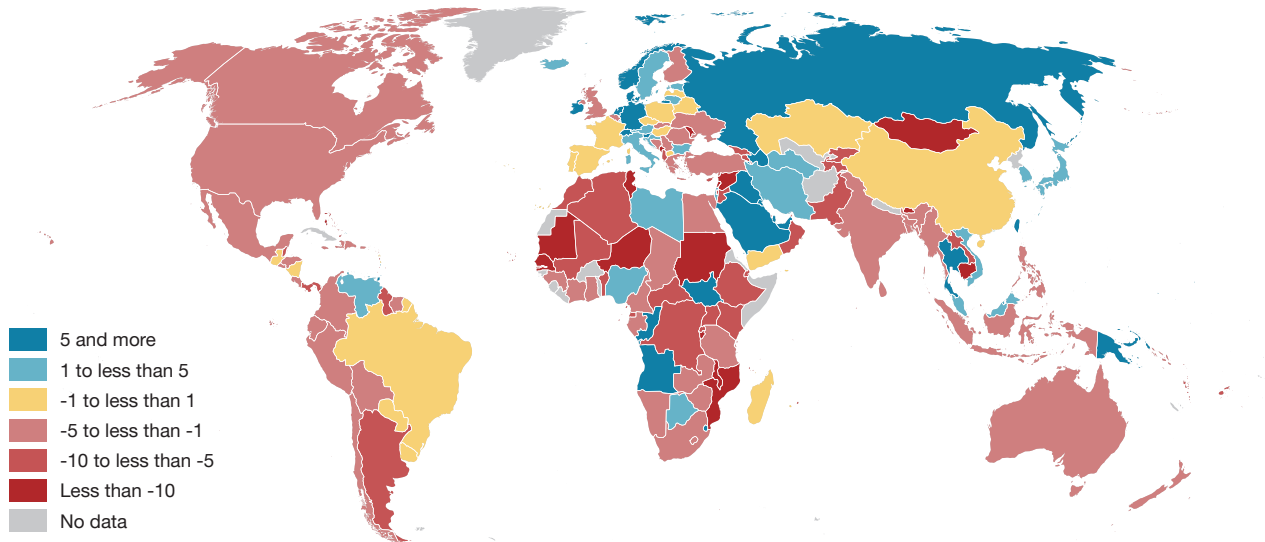 5 and more
1 to less than 5
-1 to less than 1
-5 to less than -1
-10 to less than -5
Less than -10
No data